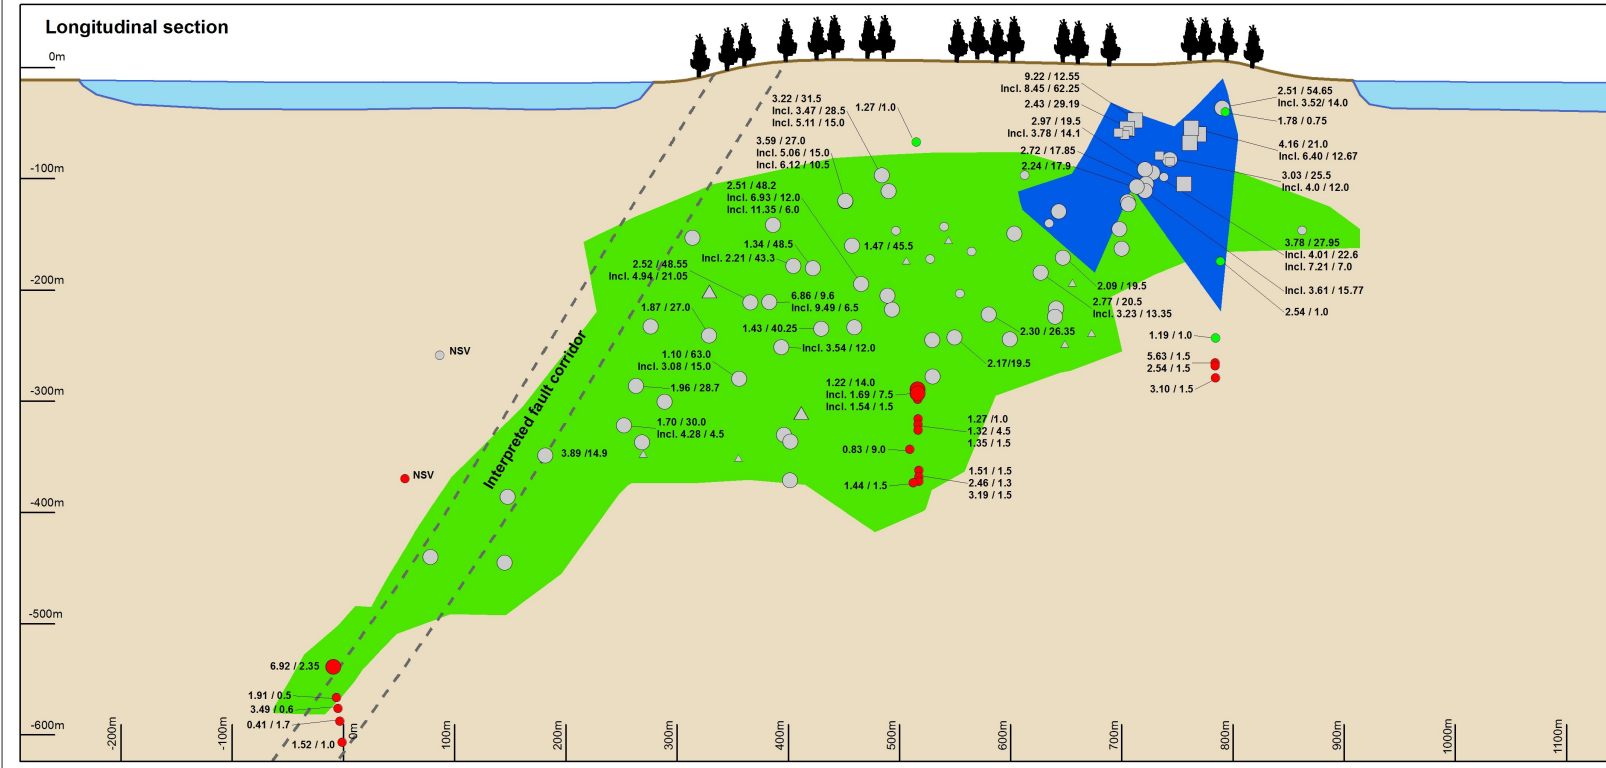 Longitudinal section
0m
-100m
-200m
-300m
-400m
-500m
-600m
-200m
-100m
0m
100m
200m
300m
400m
500m
600m
700m
800m
900m
1000m
1100m
Interpreted fault corridor
NSV
NSV
3.22 / 31.5
Incl. 3.47 / 28.5
Incl. 5.11 / 15.0
1.27 /1.0
3.59 / 27.0
Incl. 5.06 / 15.0
Incl. 6.12 / 10.5
2.51 / 48.2
Incl. 6.93 / 12.0
Incl. 11.35 / 6.0
1.34 / 48.5
Incl. 2.21 / 43.3
1.47 / 45.5
2.52 / 48.55
Incl. 4.94 / 21.05
6.86 / 9.6
Incl. 9.49 / 6.5
1.87 / 27.0
1.43 / 40.25
Incl. 3.54 / 12.0
1.10 / 63.0
Incl. 3.08 / 15.0
1.96 / 28.7
1.70 / 30.0
Incl. 4.28 / 4.5
3.89 /14.9
9.22 / 12.55
Incl. 8.45 / 62.25
2.43 / 29.19
2.97 / 19.5
Incl. 3.78 / 14.1
2.72 / 17.85
2.24 / 17.9
2.51 / 54.65
Incl. 3.52/ 14.0
1.78 / 0.75
4.16 / 21.0
Incl. 6.40 / 12.67
3.03 / 25.5
Incl. 4.0 / 12.0
3.78 / 27.95
Incl. 4.01 / 22.6
Incl. 7.21 / 7.0
Incl. 3.61 / 15.77
2.54 / 1.0
2.09 / 19.5
2.77 / 20.5
Incl. 3.23 / 13.35
2.30 / 26.35
2.17/19.5
1.19 / 1.0
5.63 / 1.5
2.54 / 1.5
3.10 / 1.5
1.22 / 14.0
Incl. 1.69 / 7.5
Incl. 1.54 / 1.5
1.27 /1.0
1.32 / 4.5
1.35 / 1.5
0.83 / 9.0
1.51 / 1.5
2.46 / 1.3
3.19 / 1.5
1.44 / 1.5
6.92 / 2.35
1.91 / 0.5
3.49 / 0.6
0.41 / 1.7
1.52 / 1.0